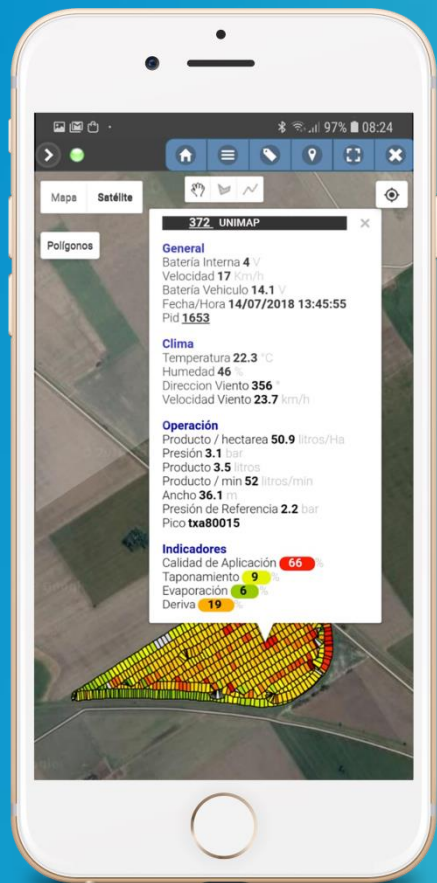 97% 08:24
Mapa Satélite
Polígonos
372 UNIMAP
General
Batería Interna 4 V
Velocidad 17 Km/h
Batería Vehiculo 14.1 V
Fecha/Hora 14/07/2018 13:45:55
Pid 1653
Clima
Temperatura 22.3 °C
Humedad 46 %
Direccion Viento 356 °
Velocidad Viento 23.7 km/h
Operación
Producto / hectarea 50.9 litros/Ha
Presión 3.1 bar
Producto 3.5 litros
Producto / min 52 litros/min
Ancho 36.1 m
Presión de Referencia 2.2 bar
Pico txa80015
Indicadores
Calidad de Aplicación 66 %
Taponamiento 9 %
Evaporación 6 %
Deriva 19 %